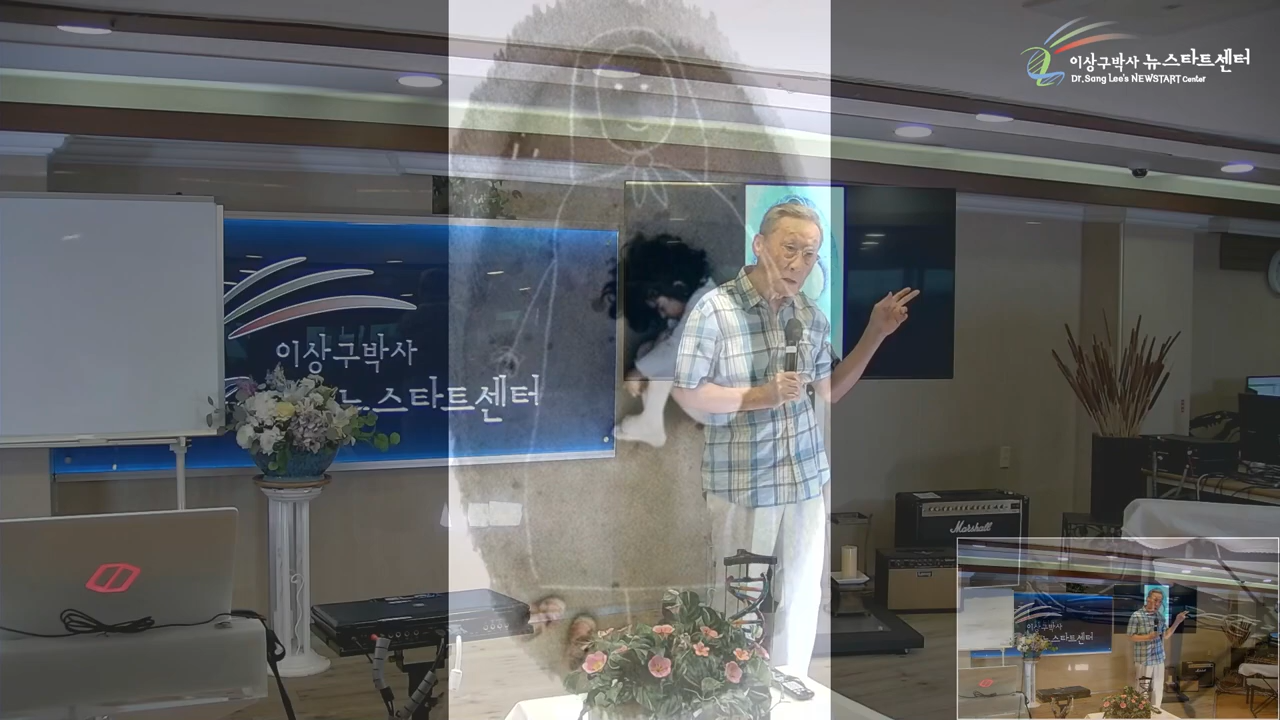 이상구박사 뉴스타트센터
Dr. Sang Lee's NEWSTART Center
이상구박사
뉴스타트센터
Marshall
이상구박사
뉴스타트센터